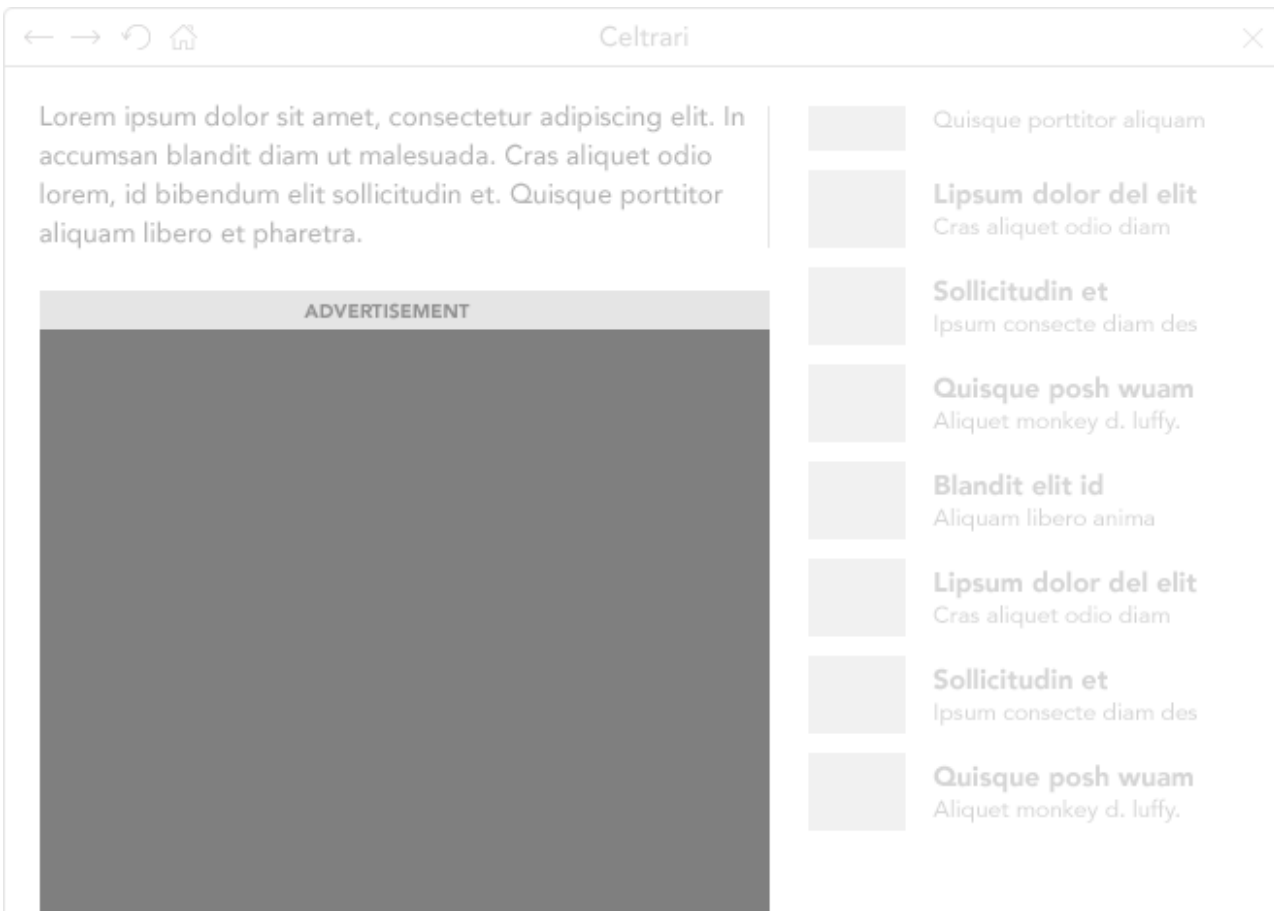 Celtrari
Lorem ipsum dolor sit amet, consectetur adipiscing elit. In
accumsan blandit diam ut malesuada. Cras aliquet odio
lorem, id bibendum elit sollicitudin et. Quisque porttitor
aliquam libero et pharetra.
ADVERTISEMENT
Quisque porttitor aliquam
Lipsum dolor del elit
Cras aliquet odio diam
Sollicitudin et
Ipsum consecte diam des
Quisque posh wuam
Aliquet monkey d. luffy.
Blandit elit id
Aliquam libero anima
Lipsum dolor del elit
Cras aliquet odio diam
Sollicitudin et
Ipsum consecte diam des
Quisque posh wuam
Aliquet monkey d. luffy.